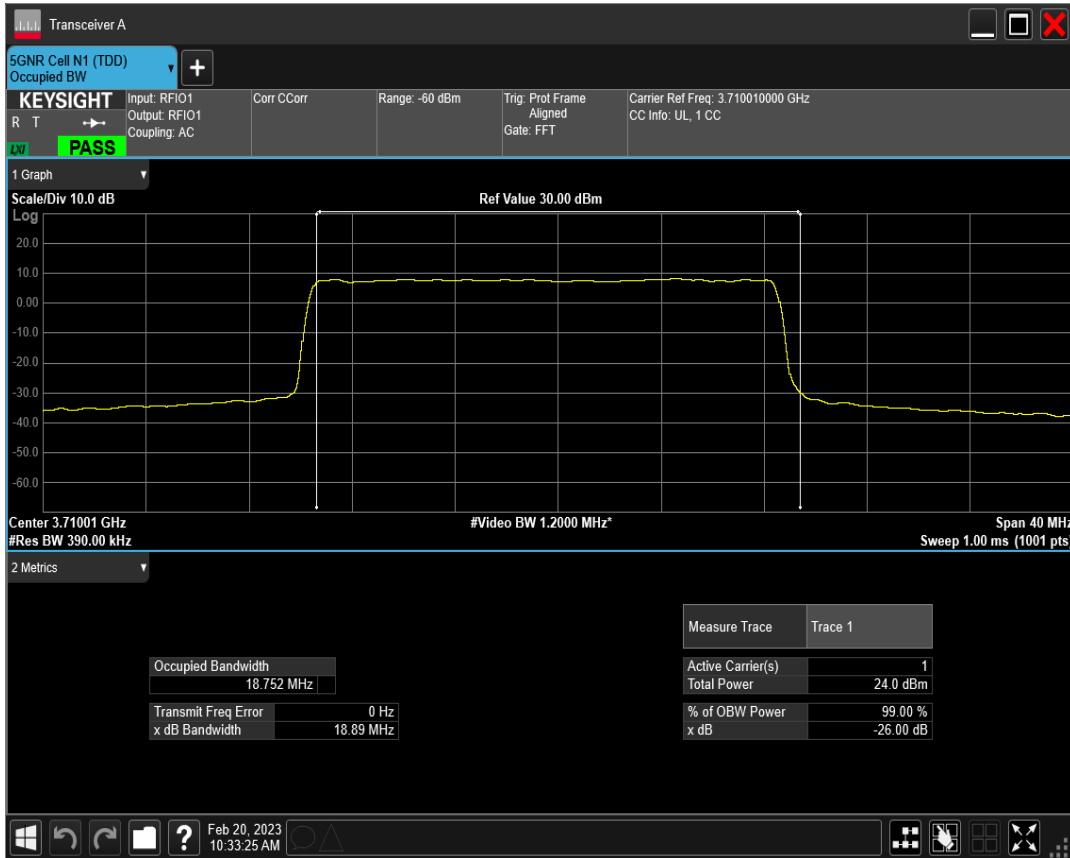 Transceiver A
5GNR Cell N1 (TDD)
Occupied BW
+
KEYSIGHT
R T
LXI
PASS
Input: RFIO1
Output: RFIO1
Coupling: AC
Corr CCorr
Range: -60 dBm
Trig: Prot Frame
Aligned
Gate: FFT
Carrier Ref Freq: 3.710010000 GHz
CC Info: UL, 1 CC
1 Graph
Scale/Div 10.0 dB
Ref Value 30.00 dBm
Log
20.0
10.0
0.00
-10.0
-20.0
-30.0
-40.0
-50.0
-60.0
Center 3.71001 GHz
#Video BW 1.2000 MHz*
Span 40 MHz
#Res BW 390.00 kHz
Sweep 1.00 ms (1001 pts)
2 Metrics
Measure Trace Trace 1
Occupied Bandwidth
18.752 MHz
Transmit Freq Error 0 Hz
x dB Bandwidth 18.89 MHz
Active Carrier(s) 1
Total Power 24.0 dBm
% of OBW Power 99.00 %
x dB -26.00 dB
?
Feb 20, 2023
10:33:25 AM